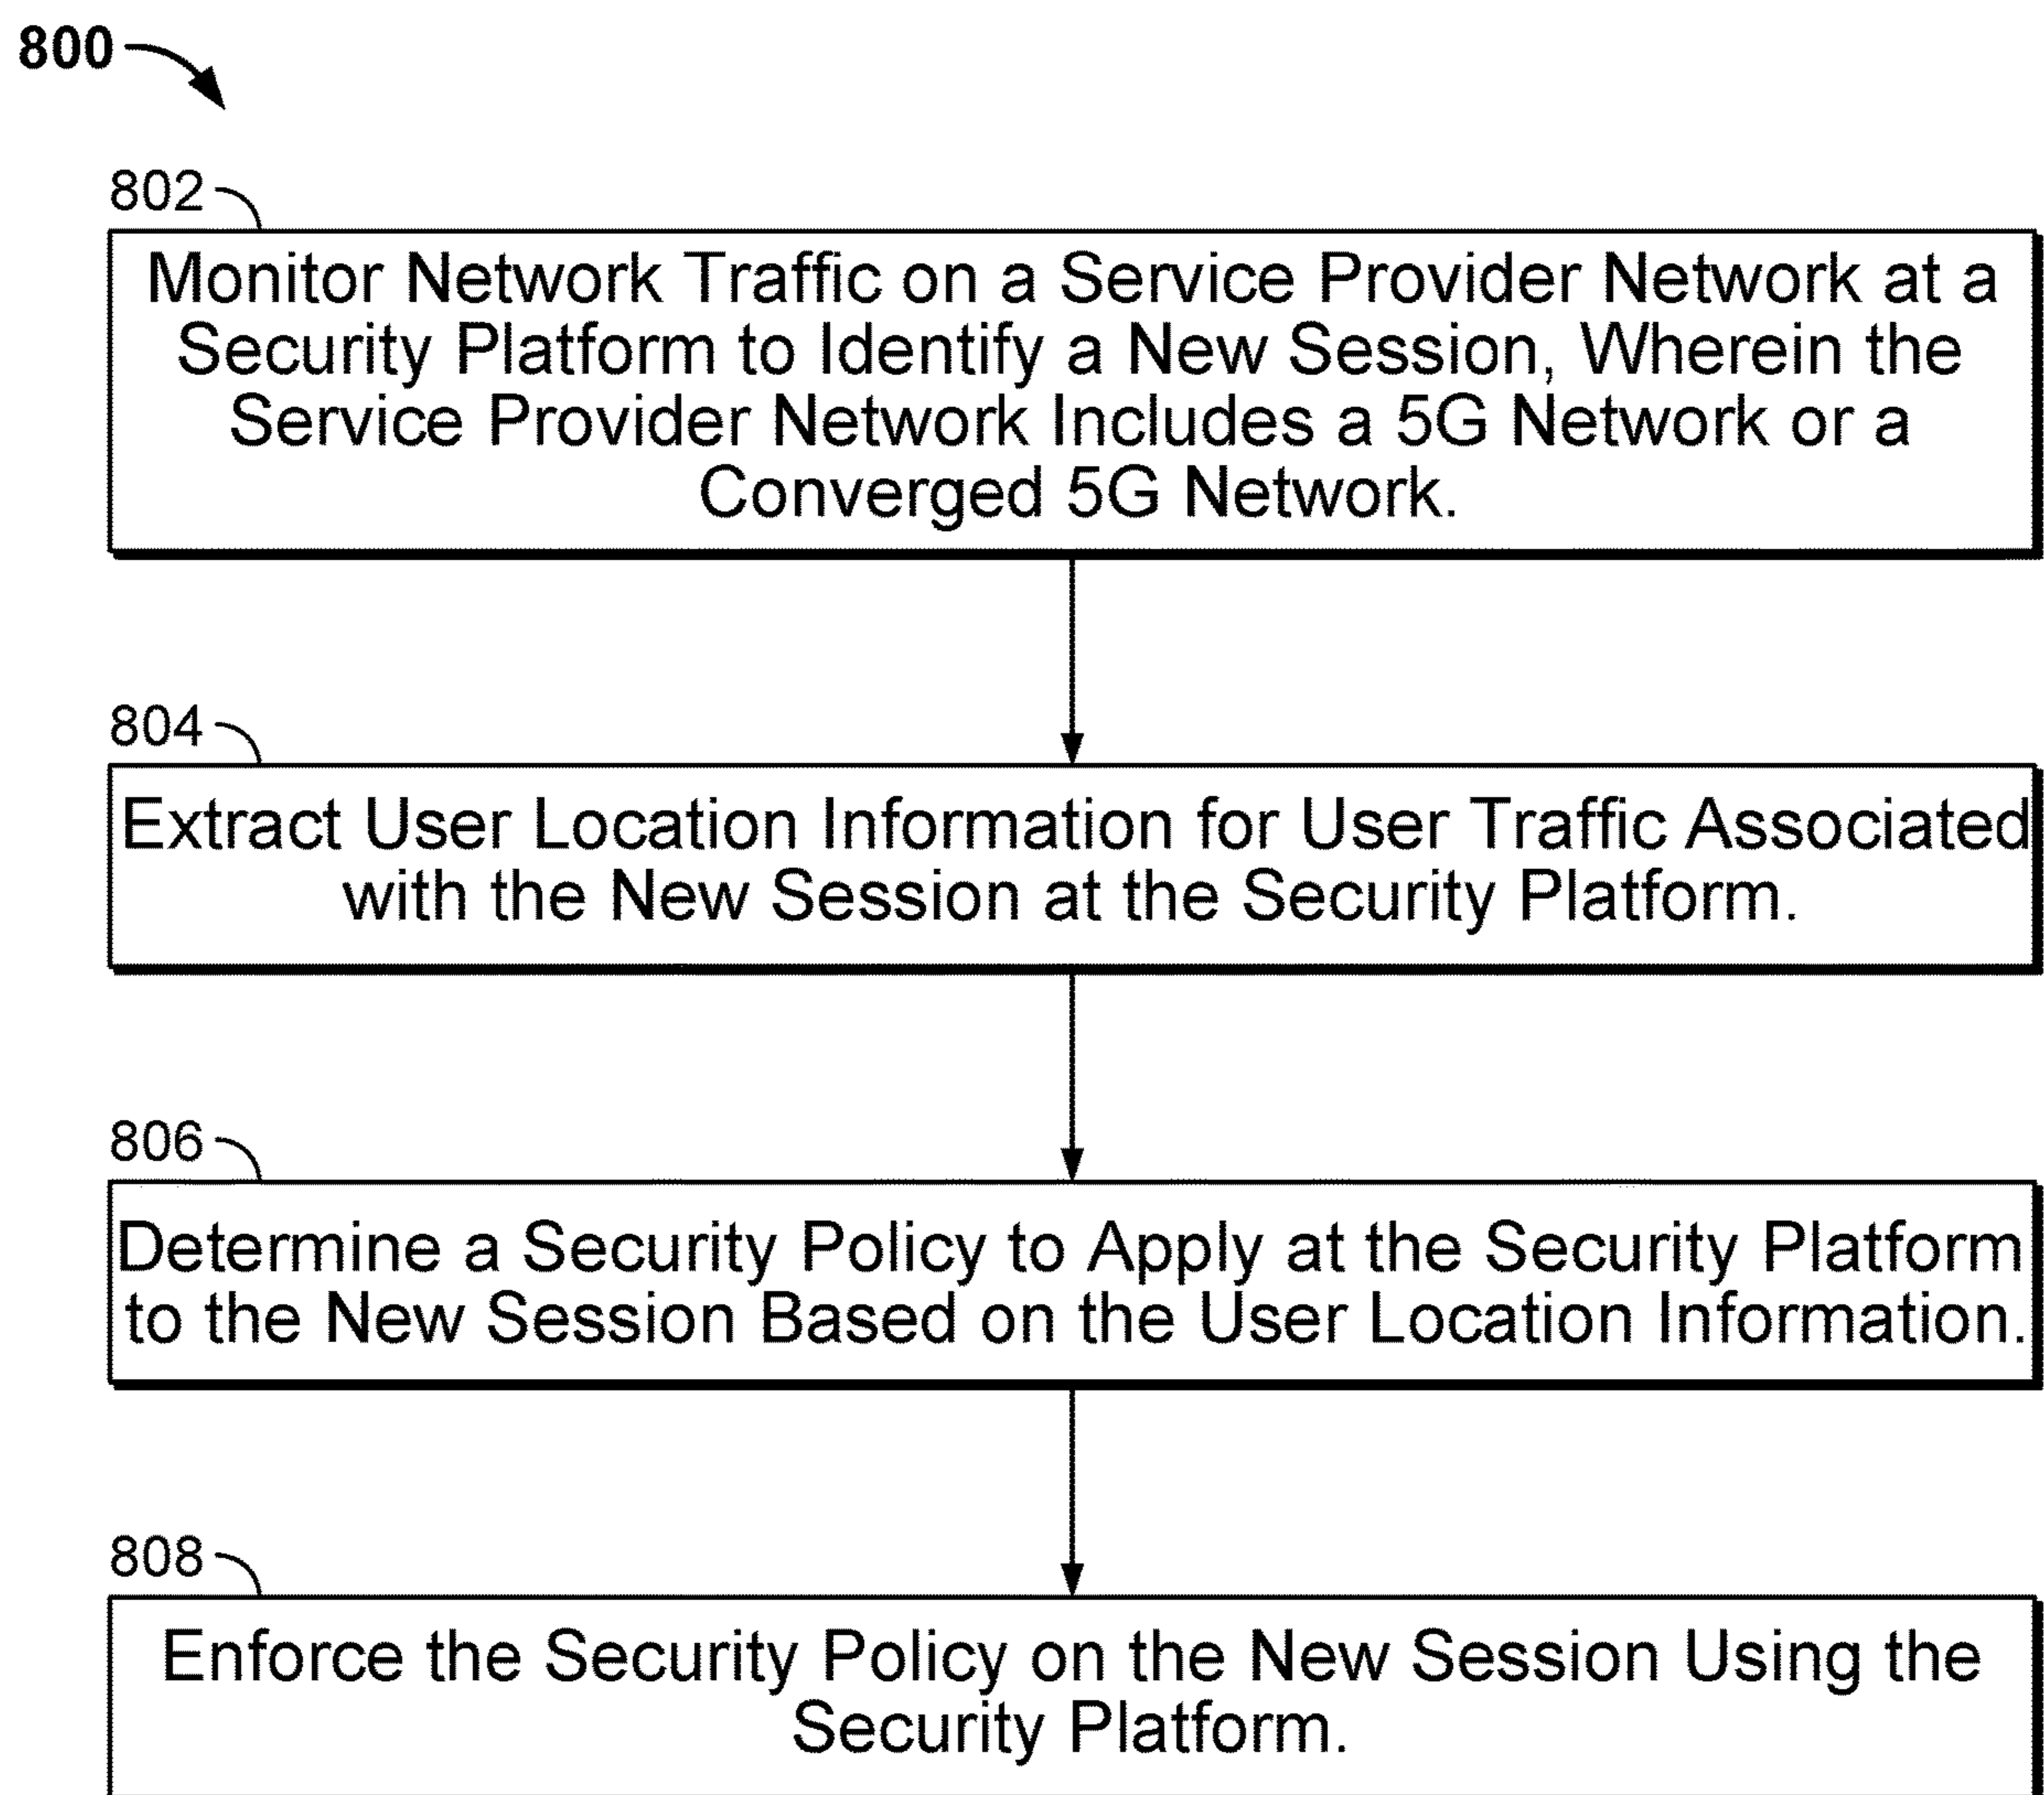 800
802
Monitor Network Traffic on a Service Provider Network at a
Security Platform to Identify a New Session, Wherein the
Service Provider Network Includes a 5G Network or a
Converged 5G Network.
804
Extract User Location Information for User Traffic Associated
with the New Session at the Security Platform.
806
Determine a Security Policy to Apply at the Security Platform
to the New Session Based on the User Location Information.
808
Enforce the Security Policy on the New Session Using the
Security Platform.